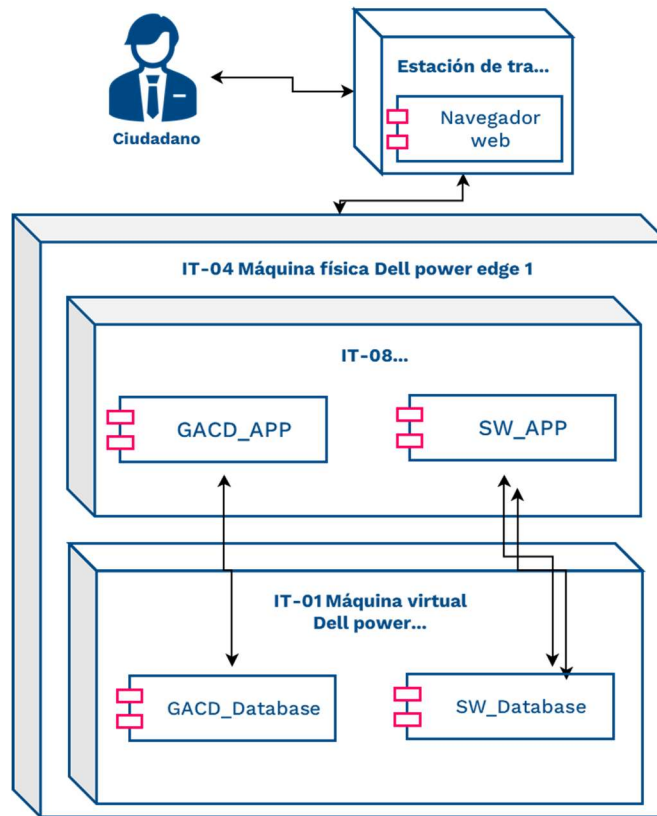 Estación de tra...
Navegador
web
Ciudadano
IT-04 Máquina física Dell power edge 1
IT-08...
GACD_APP
SW_APP
IT-01 Máquina virtual
Dell power...
GACD_Database
SW_Database